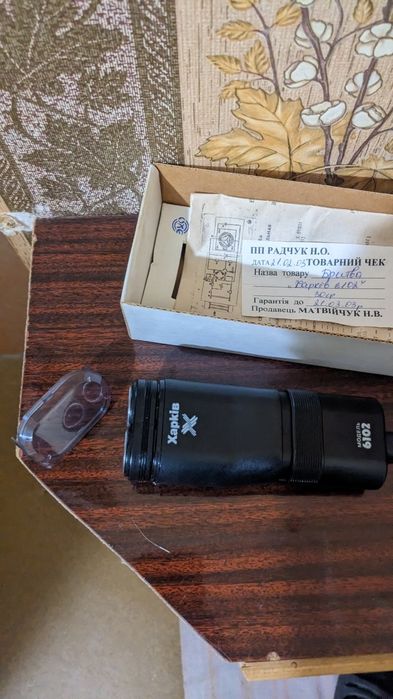 ПП РАДЧУК Н.О.
ДАТА 21.02.03 ТОВАРНИЙ ЧЕК
Назва товару Бритва
"Харків 6102"
Гарантія до 21.03.03р
Продавець МАТВІЙЧУК Н.В.
Харків
МОДЕЛЬ
6102